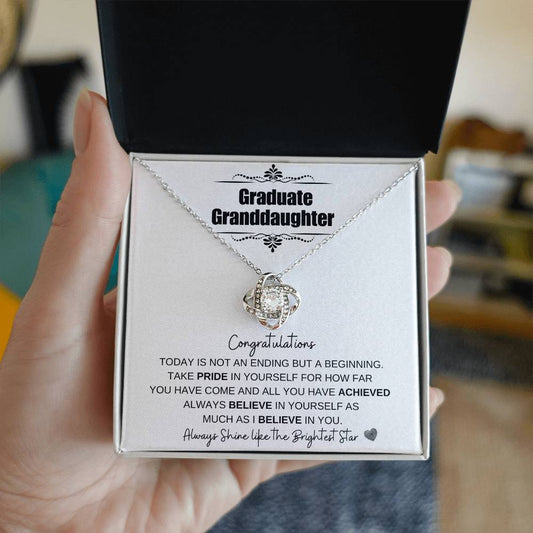 Graduate
Granddaughter
Congratulations
TODAY IS NOT AN ENDING BUT A BEGINNING.
TAKE PRIDE IN YOURSELF FOR HOW FAR
YOU HAVE COME AND ALL YOU HAVE ACHIEVED
ALWAYS BELIEVE IN YOURSELF AS
MUCH AS I BELIEVE IN YOU.
Always Shine like the Brightest Star